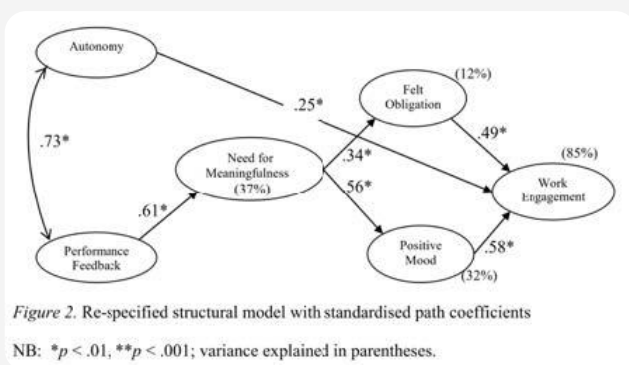 Autonomy
Felt
Obligation
(12%)
.25*
.73*
.49*
Need for
Meaningfulness
(37%)
.34*
(85%)
Work
Engagement
.56*
.61*
Performance
Feedback
Positive
Mood
.58*
(32%)
Figure 2. Re-specified structural model with standardised path coefficients
NB: *p < .01, **p < .001; variance explained in parentheses.